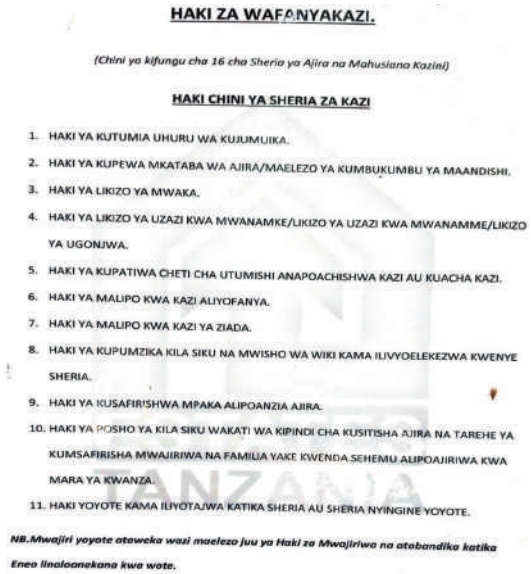 HAKI ZA WAFANYAKAZI.
(Chini ya kifungu cha 16 cha Sheria ya Ajira na Mahusiano Kazini)
HAKI CHINI YA SHERIA ZA KAZI
1. HAKI YA KUTUMIA UHURU WA KUJUMUIKA.
2. HAKI YA KUPEWA MKATABA WA AJIRA/MAELEZO YA KUMBUKUMBU YA MAANDISHI.
3. HAKI YA LIKIZO YA MWAKA.
4. HAKI YA LIKIZO YA UZAZI KWA MWANAMKE/LIKIZO YA UZAZI KWA MWANAMME/LIKIZO
YA UGONJWA.
5. HAKI YA KUPATIWA CHETI CHA UTUMISHI ANAPOACHISHWA KAZI AU KUACHA KAZI.
6. HAKI YA MALIPO KWA KAZI ALIYOFANYA.
7. HAKI YA MALIPO KWA KAZI YA ZIADA.
8. HAKI YA KUPUMZIKA KILA SIKU NA MWISHO WA WIKI KAMA ILIVYOELEKEZWA KWENYE
SHERIA.
9. HAKI YA KUSAFIRISHWA MPAKA ALIPOANZIA AJIRA.
10. HAKI YA POSHO YA KILA SIKU WAKATI WA KIPINDI CHA KUSITISHA AJIRA NA TAREHE YA
KUMSAFIRISHA MWAJIRIWA NA FAMILIA YAKE KWENDA SEHEMU ALIPOAJIRIWA KWA
MARA YA KWANZA.
TANZANIA
11. HAKI YOYOTE KAMA ILIYOTAJWA KATIKA SHERIA AU SHERIA NYINGINE YOYOTE.
NB.Mwajiri yoyote ataweka wazi maelezo juu ya Haki za Mwajiriwa na atabandika katika
Eneo linaloonekana kwa wote.